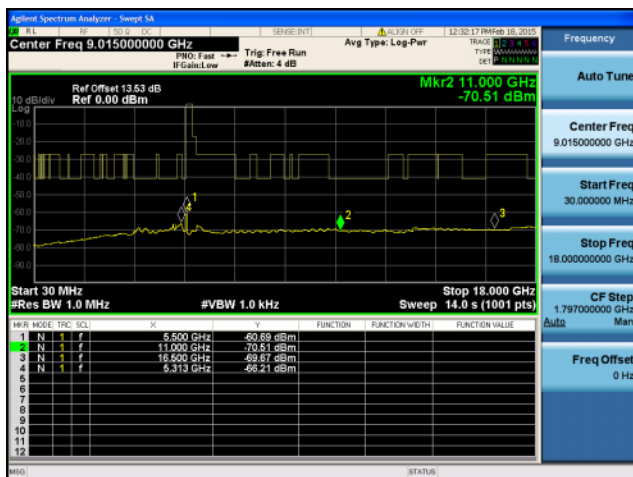 Agilent Spectrum Analyzer - Swept SA
RL RF 50 Ω DC SENSE:INT ALIGN OFF 12:32:17 PM Feb 18, 2015
Center Freq 9.015000000 GHz
PNO: Fast
IFGain:Low
Trig: Free Run
#Atten: 4 dB
Avg Type: Log-Pwr
TRACE 1 2 3 4 5 6
TYPE
DET P N N N N N
Ref Offset 13.53 dB
Ref 0.00 dBm
Mkr2 11.000 GHz
-70.51 dBm
10 dB/div
Log
-10.0
-20.0
-30.0
-40.0
-50.0
-60.0
-70.0
-80.0
-90.0
1
4
2
3
Start 30 MHz
Stop 18.000 GHz
#Res BW 1.0 MHz #VBW 1.0 kHz Sweep 14.0 s (1001 pts)
MKR MODE TRC SCL X Y FUNCTION FUNCTION WIDTH FUNCTION VALUE
1 N 1 f 5.500 GHz -60.69 dBm
2 N 1 f 11.000 GHz -70.51 dBm
3 N 1 f 16.500 GHz -69.67 dBm
4 N 1 f 5.313 GHz -66.21 dBm
5
6
7
8
9
10
11
12
MSG STATUS
Frequency
Auto Tune
Center Freq
9.015000000 GHz
Start Freq
30.000000 MHz
Stop Freq
18.000000000 GHz
CF Step
1.797000000 GHz
Auto Man
Freq Offset
0 Hz